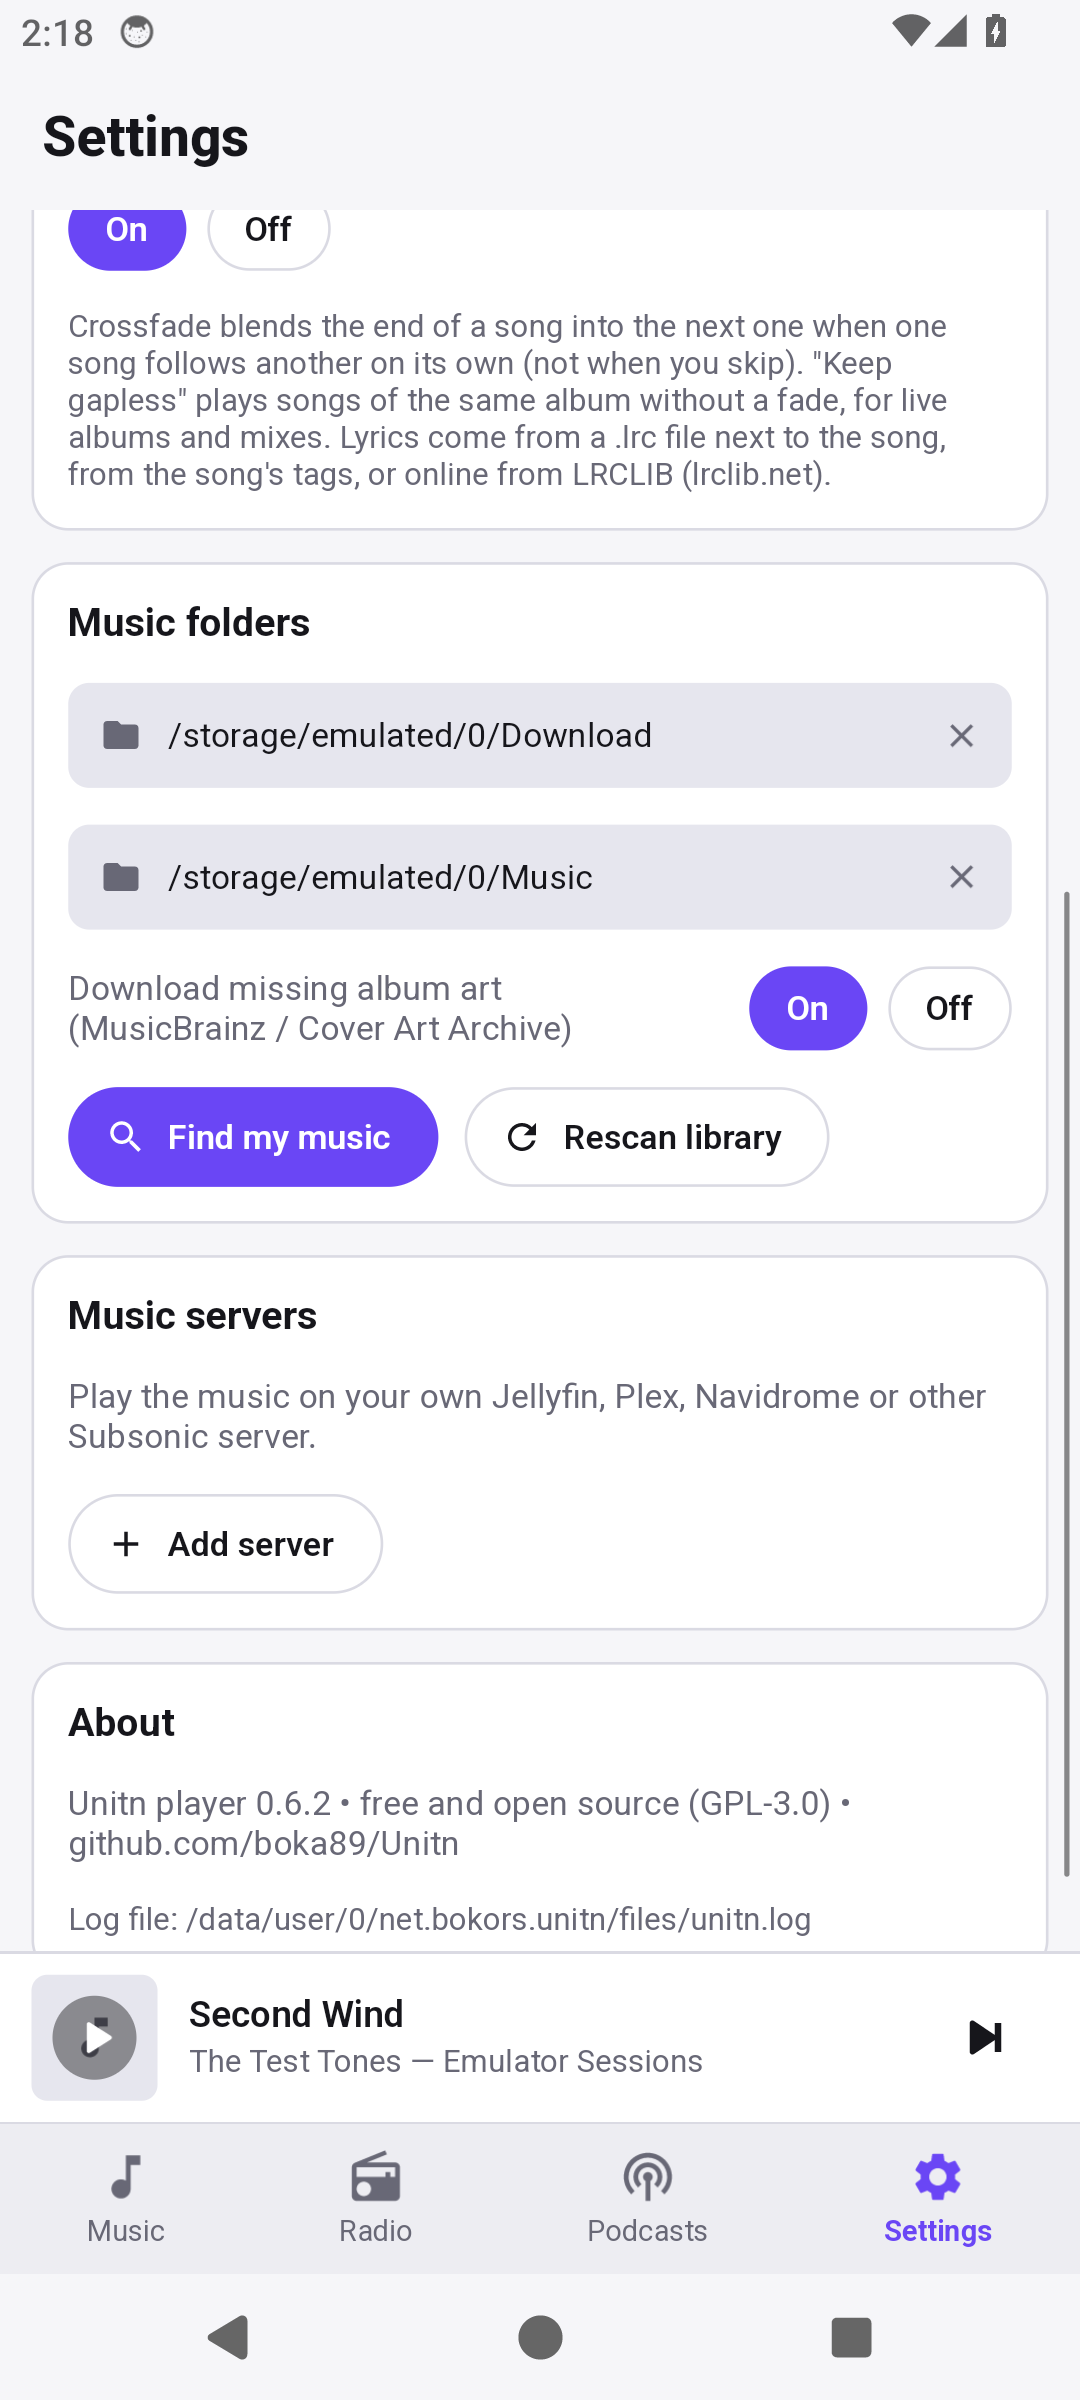 2:18
Settings
On Off
Crossfade blends the end of a song into the next one when one
song follows another on its own (not when you skip). "Keep
gapless" plays songs of the same album without a fade, for live
albums and mixes. Lyrics come from a .lrc file next to the song,
from the song's tags, or online from LRCLIB (lrclib.net).
Music folders
/storage/emulated/0/Download
/storage/emulated/0/Music
Download missing album art
(MusicBrainz / Cover Art Archive)
On Off
Find my music Rescan library
Music servers
Play the music on your own Jellyfin, Plex, Navidrome or other
Subsonic server.
Add server
About
Unitn player 0.6.2 • free and open source (GPL-3.0) •
github.com/boka89/Unitn
Log file: /data/user/0/net.bokors.unitn/files/unitn.log
Second Wind
The Test Tones — Emulator Sessions
Music Radio Podcasts Settings